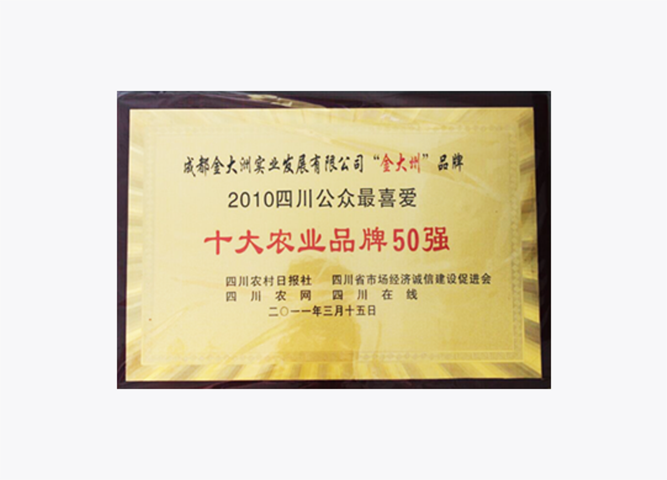 成都金大洲实业发展有限公司“金大州”品牌
2010四川公众最喜爱
十大农业品牌50强
四川农村日报社 四川省市场经济诚信建设促进会
四川农网 四川在线
二〇一一年三月十五日